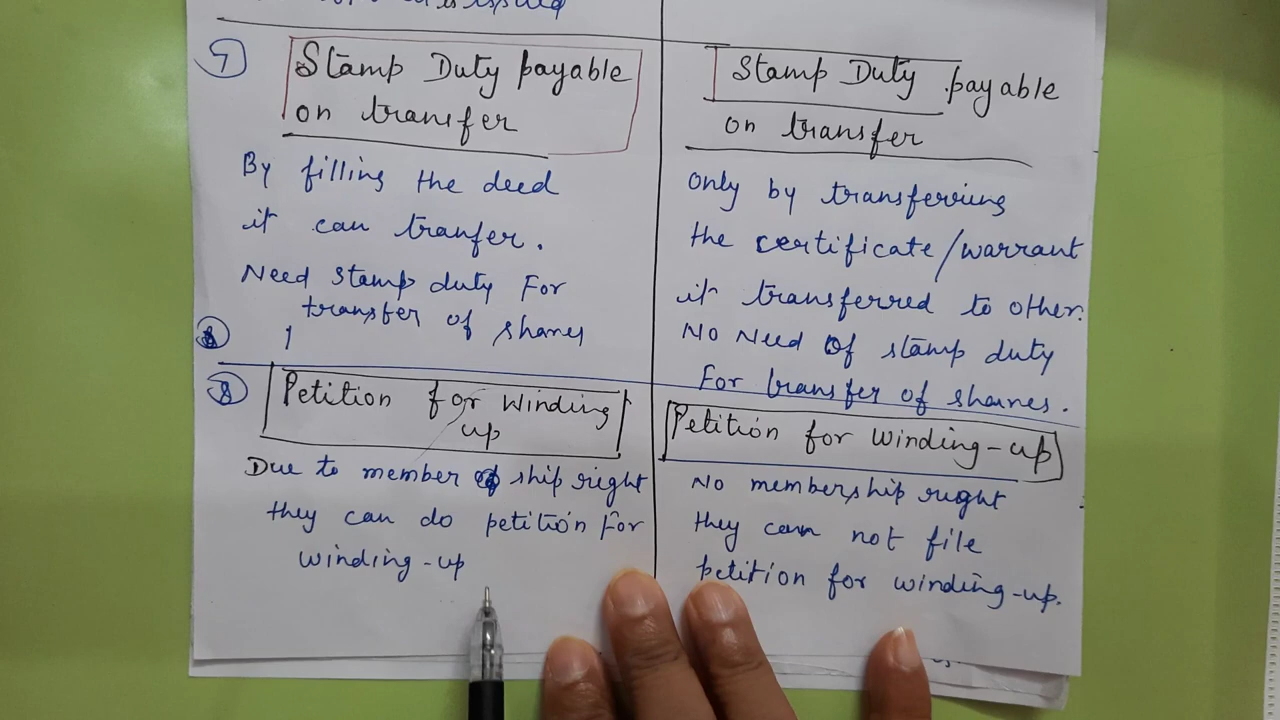 is issued
7
Stamp Duty payable
on transfer
By filling the deed
it can tranfer.
Need stamp duty For
transfer of shares
Stamp Duty payable
on transfer
only by transferring
the certificate/warrant
it transferred to other.
No Need of stamp duty
For transfer of shares.
8
Petition for Winding
up
Due to member ship right
they can do petition For
winding-up
Petition for winding-up
No membership right
they can not file
petition for winding-up.